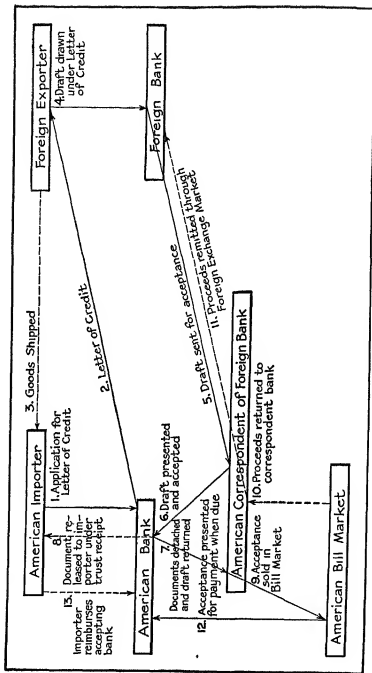 Foreign Exporter
4. Draft drawn
under Letter
of Credit
Foreign Bank
3. Goods Shipped
2. Letter of Credit
5. Draft sent for acceptance
11. Proceeds remitted through
Foreign Exchange Market
American Importer
1. Application for
Letter of Credit
8.
Document re-
leased to im-
porter under
trust receipt
13.
Importer
reimburses
accepting
bank
American Bank
6. Draft presented
and accepted
7.
Documents detached
and draft returned
American Correspondent of Foreign Bank
12. Acceptance presented
for payment when due
9. Acceptance
sold in
Bill Market
10. Proceeds returned to
correspondent bank
American Bill Market